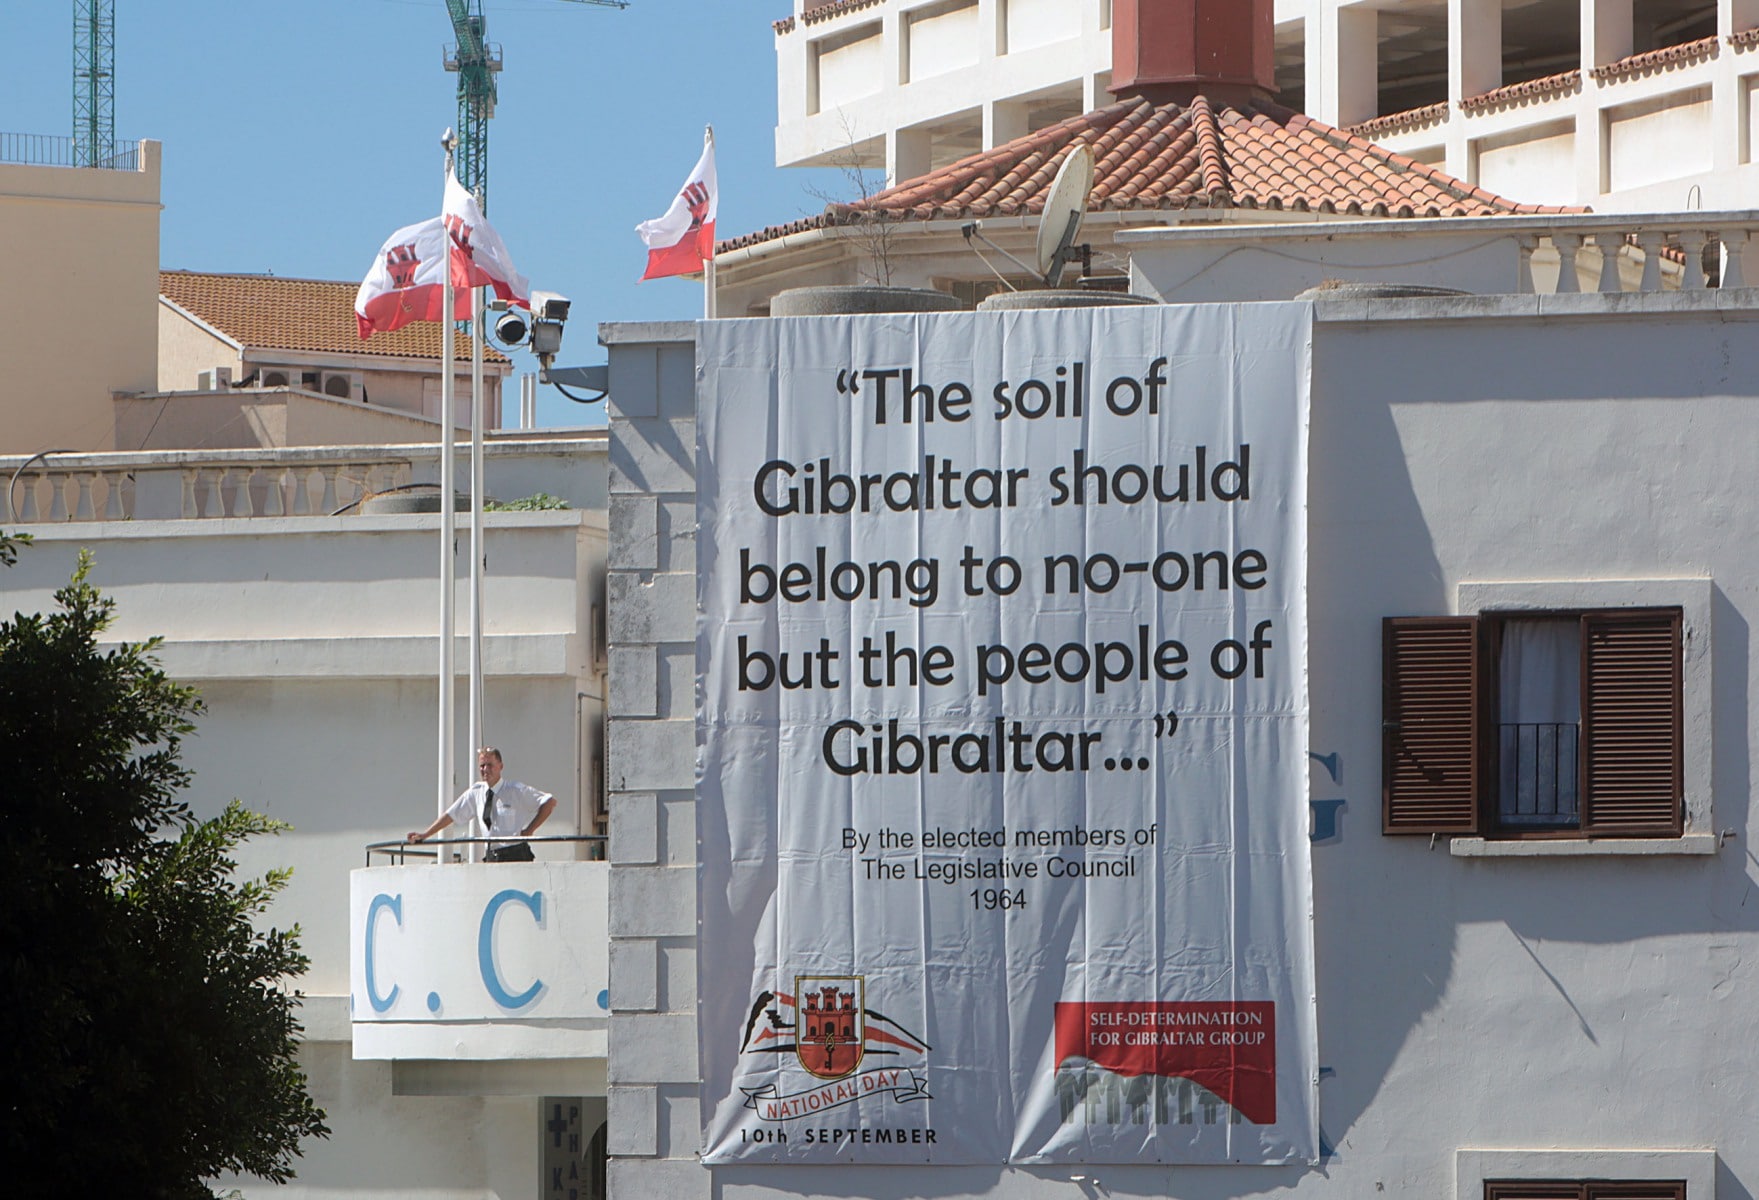 “The soil of
Gibraltar should
belong to no-one
but the people of
Gibraltar...”
By the elected members of
The Legislative Council
1964
NATIONAL DAY
10th SEPTEMBER
SELF-DETERMINATION
FOR GIBRALTAR GROUP
.C.C.
G
K
PHAR